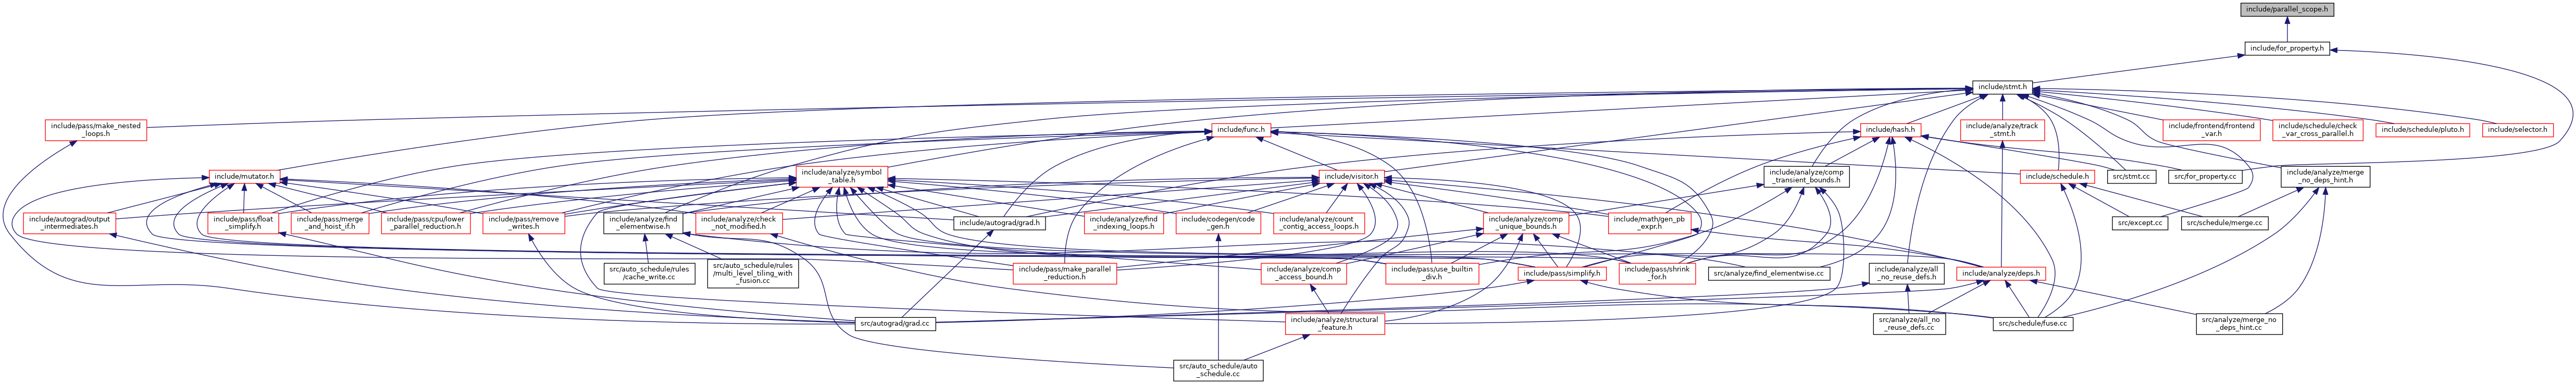 include/parallel_scope.h
include/for_property.h
include/stmt.h
include/pass/make_nested
_loops.h
include/func.h
include/hash.h
include/analyze/track
_stmt.h
include/frontend/frontend
_var.h
include/schedule/check
_var_cross_parallel.h
include/schedule/pluto.h
include/selector.h
include/mutator.h
include/analyze/symbol
_table.h
include/visitor.h
include/analyze/comp
_transient_bounds.h
include/schedule.h
src/stmt.cc
src/for_property.cc
include/analyze/merge
_no_deps_hint.h
include/autograd/output
_intermediates.h
include/pass/float
_simplify.h
include/pass/merge
_and_hoist_if.h
include/pass/cpu/lower
_parallel_reduction.h
include/pass/remove
_writes.h
include/analyze/find
_elementwise.h
include/analyze/check
_not_modified.h
include/autograd/grad.h
include/analyze/find
_indexing_loops.h
include/codegen/code
_gen.h
include/analyze/count
_contig_access_loops.h
include/analyze/comp
_unique_bounds.h
include/math/gen_pb
_expr.h
src/except.cc
src/schedule/merge.cc
src/auto_schedule/rules
/cache_write.cc
src/auto_schedule/rules
/multi_level_tiling_with
_fusion.cc
include/pass/make_parallel
_reduction.h
include/analyze/comp
_access_bound.h
include/pass/use_builtin
_div.h
include/pass/simplify.h
include/pass/shrink
_for.h
src/analyze/find_elementwise.cc
include/analyze/all
_no_reuse_defs.h
include/analyze/deps.h
src/autograd/grad.cc
include/analyze/structural
_feature.h
src/analyze/all_no
_reuse_defs.cc
src/schedule/fuse.cc
src/analyze/merge_no
_deps_hint.cc
src/auto_schedule/auto
_schedule.cc